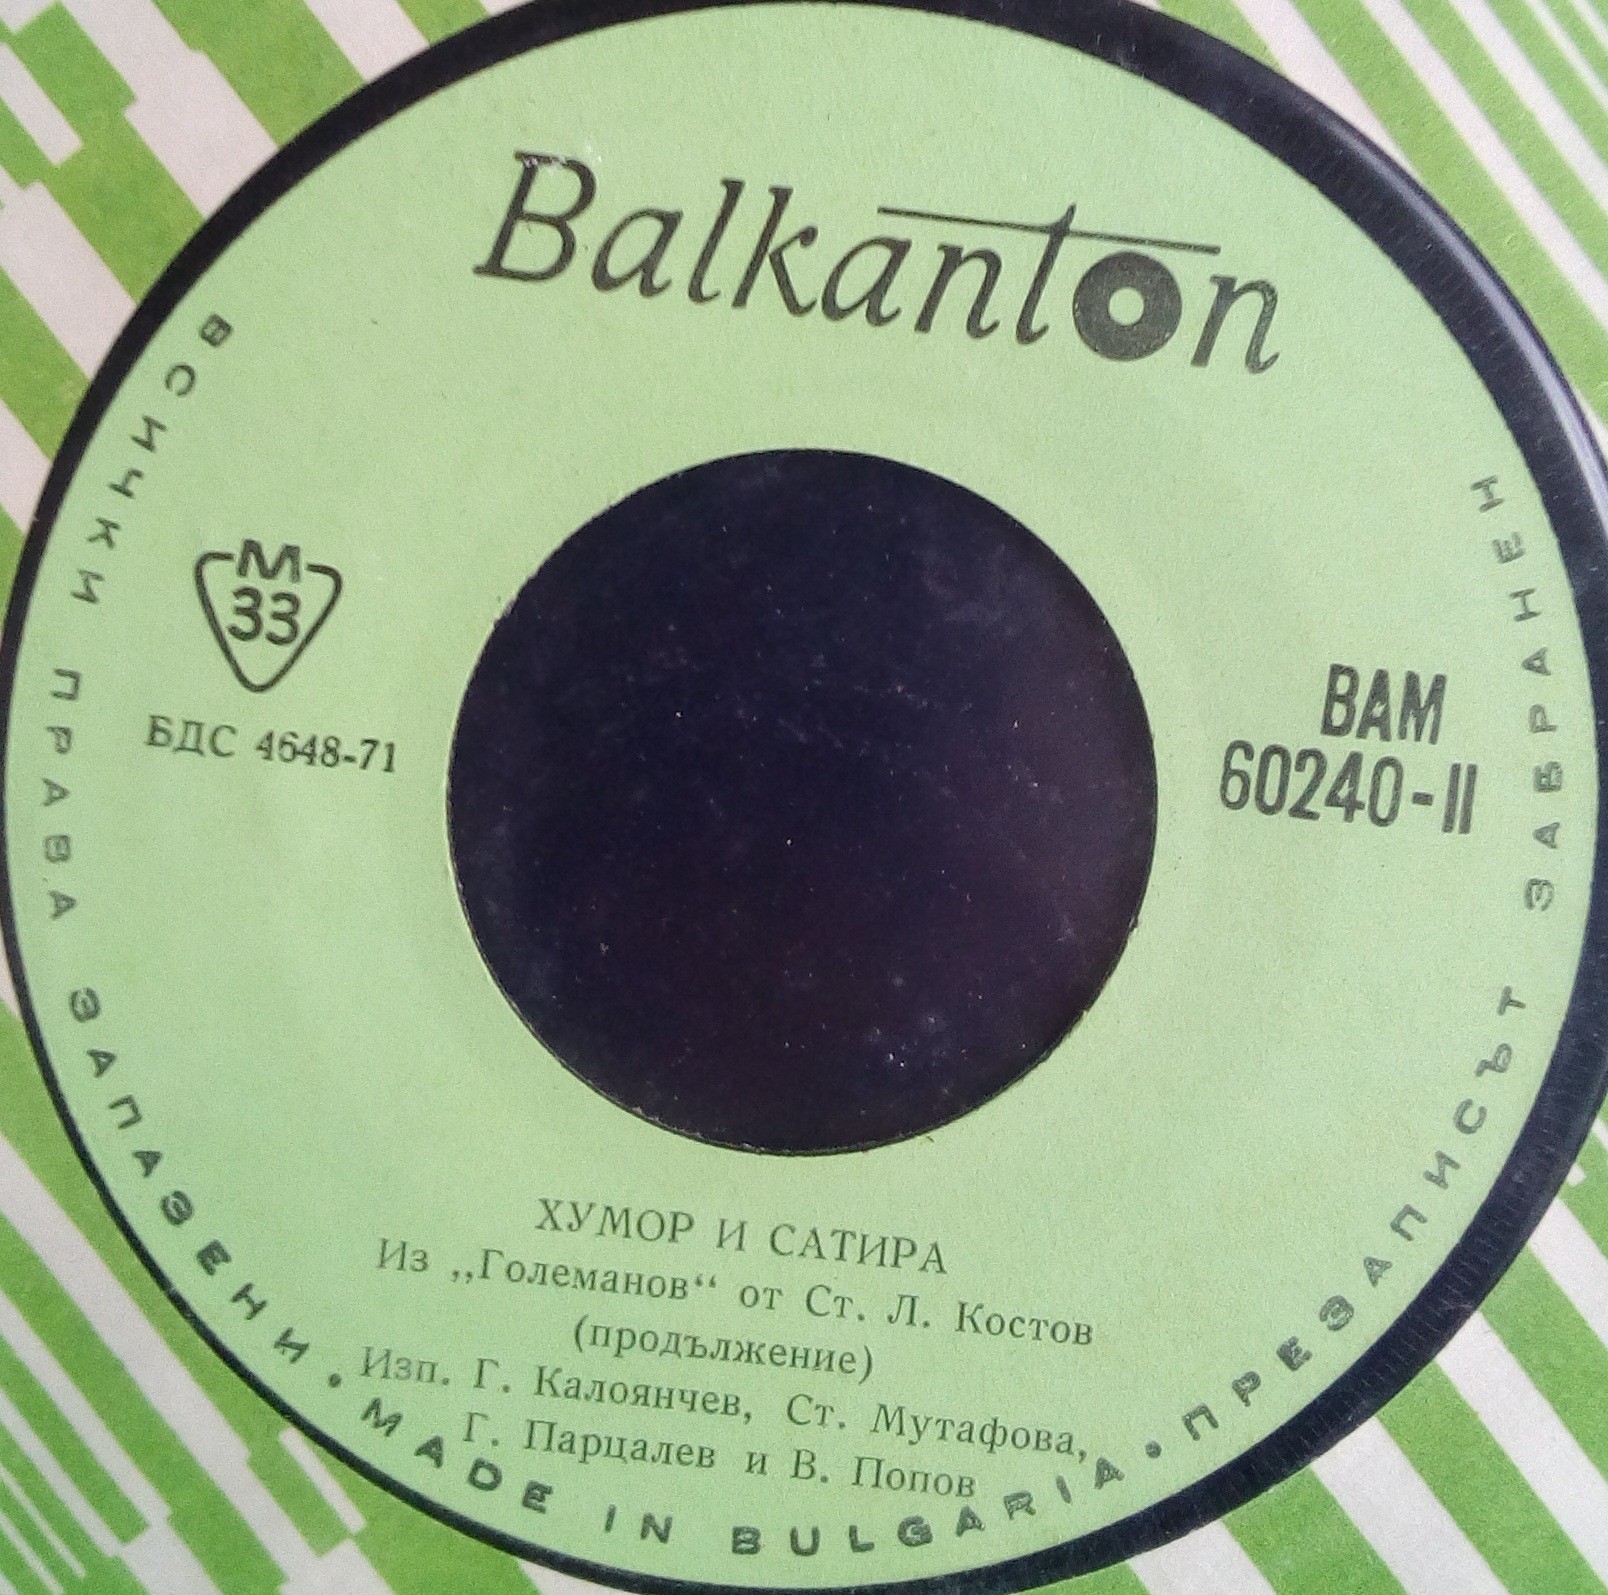 Balkanton
М
33
БДС 4648-71
ВАМ
60240-II
ХУМОР И САТИРА
Из „Големанов“ от Ст. Л. Костов
(продължение)
Изп. Г. Калоянчев, Ст. Мутафова,
Г. Парцалев и В. Попов
ВСИЧКИ ПРАВА ЗАПАЗЕНИ • MADE IN BULGARIA • ПРЕЗАПИСЪТ ЗАБРАНЕН